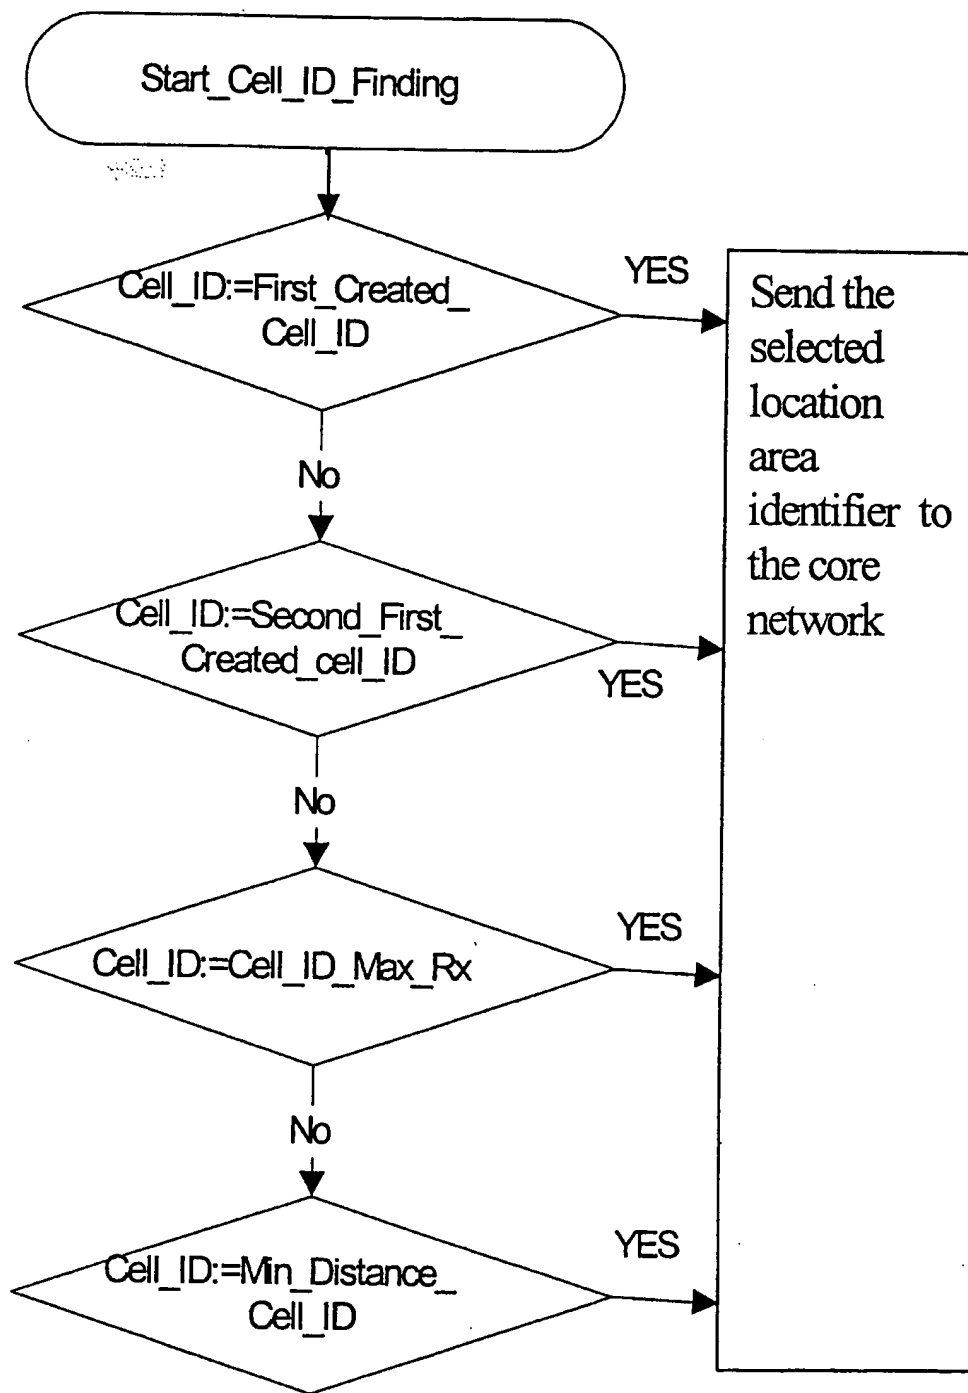 Start_Cell_ID_Finding
Cell_ID:=First_Created_
Cell_ID
YES
Send the
selected
location
area
identifier to
the core
network
No
Cell_ID:=Second_First_
Created_cell_ID
YES
No
Cell_ID:=Cell_ID_Max_Rx
YES
No
Cell_ID:=Min_Distance_
Cell_ID
YES